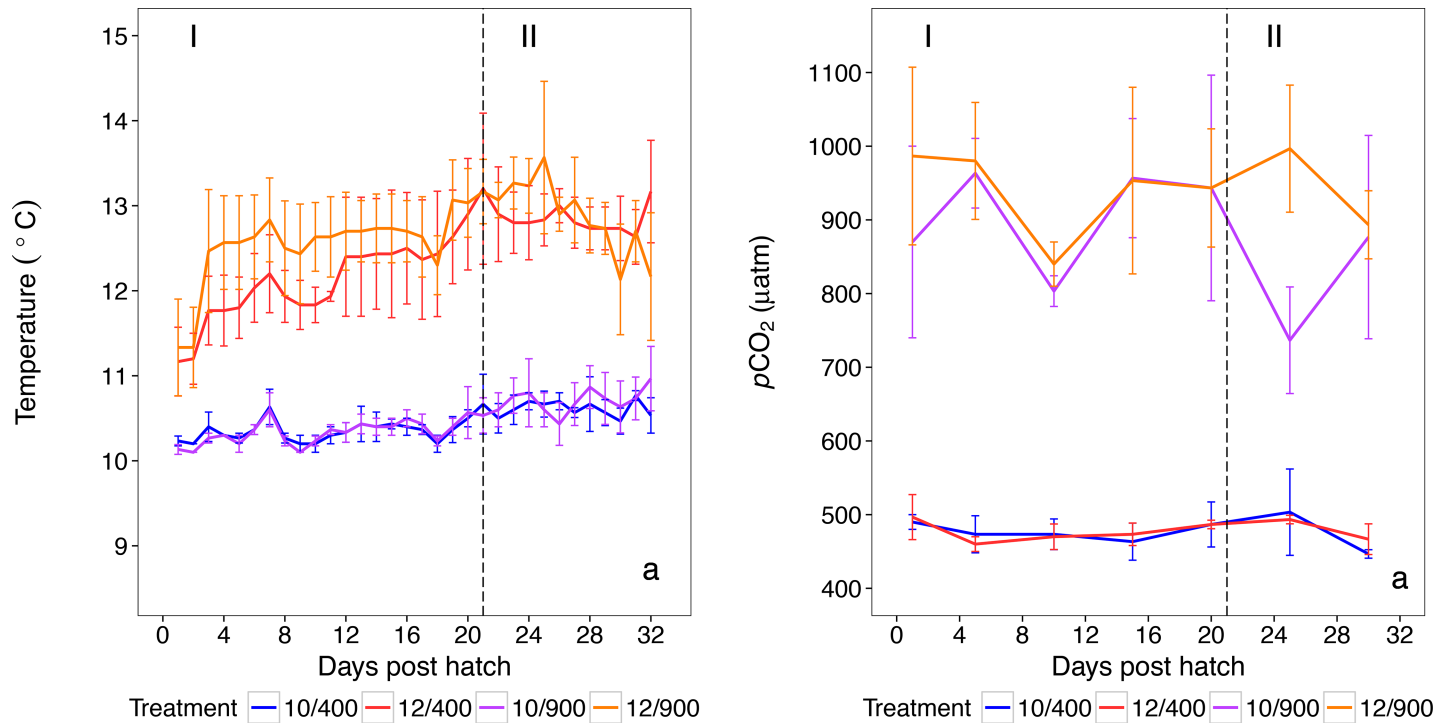 I II
15
14
13
12
11
10
9
Temperature ( ° C)
a
0 4 8 12 16 20 24 28 32
Days post hatch
Treatment 10/400 12/400 10/900 12/900
I II
1100
1000
900
800
700
600
500
400
pCO₂ (µatm)
a
0 4 8 12 16 20 24 28 32
Days post hatch
Treatment 10/400 12/400 10/900 12/900